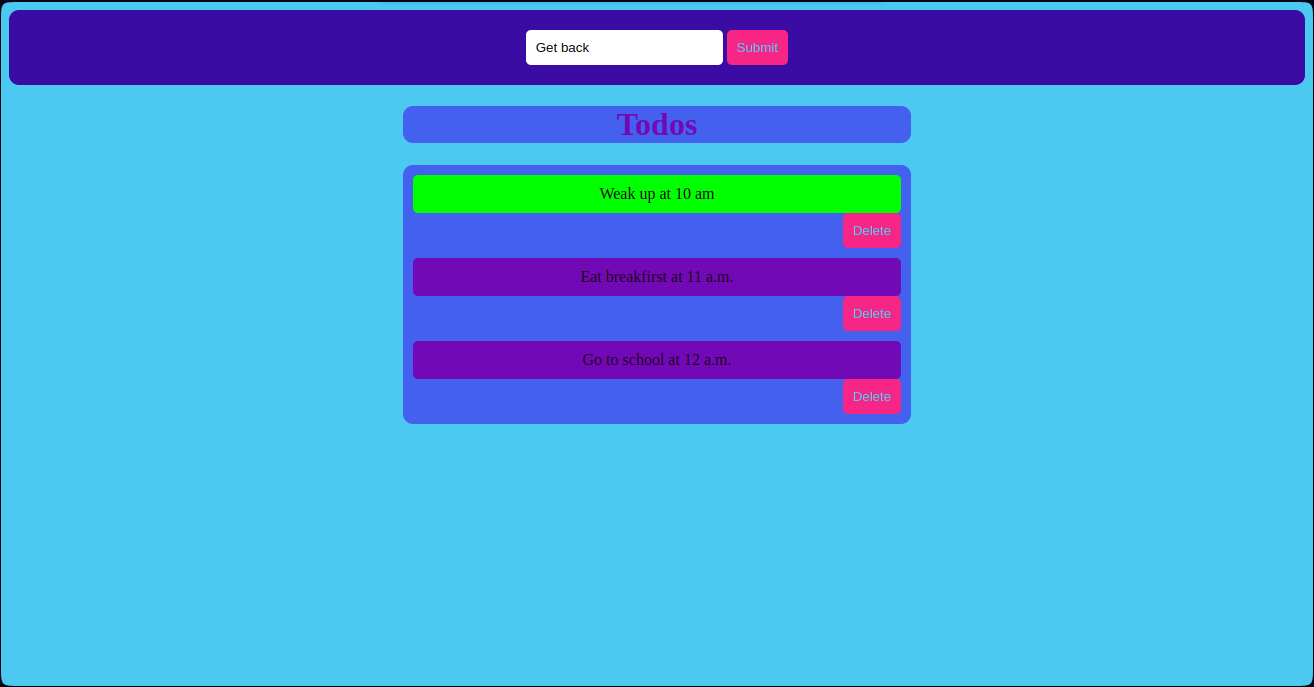 Get back Submit
Todos
Weak up at 10 am
Delete
Eat breakfirst at 11 a.m.
Delete
Go to school at 12 a.m.
Delete